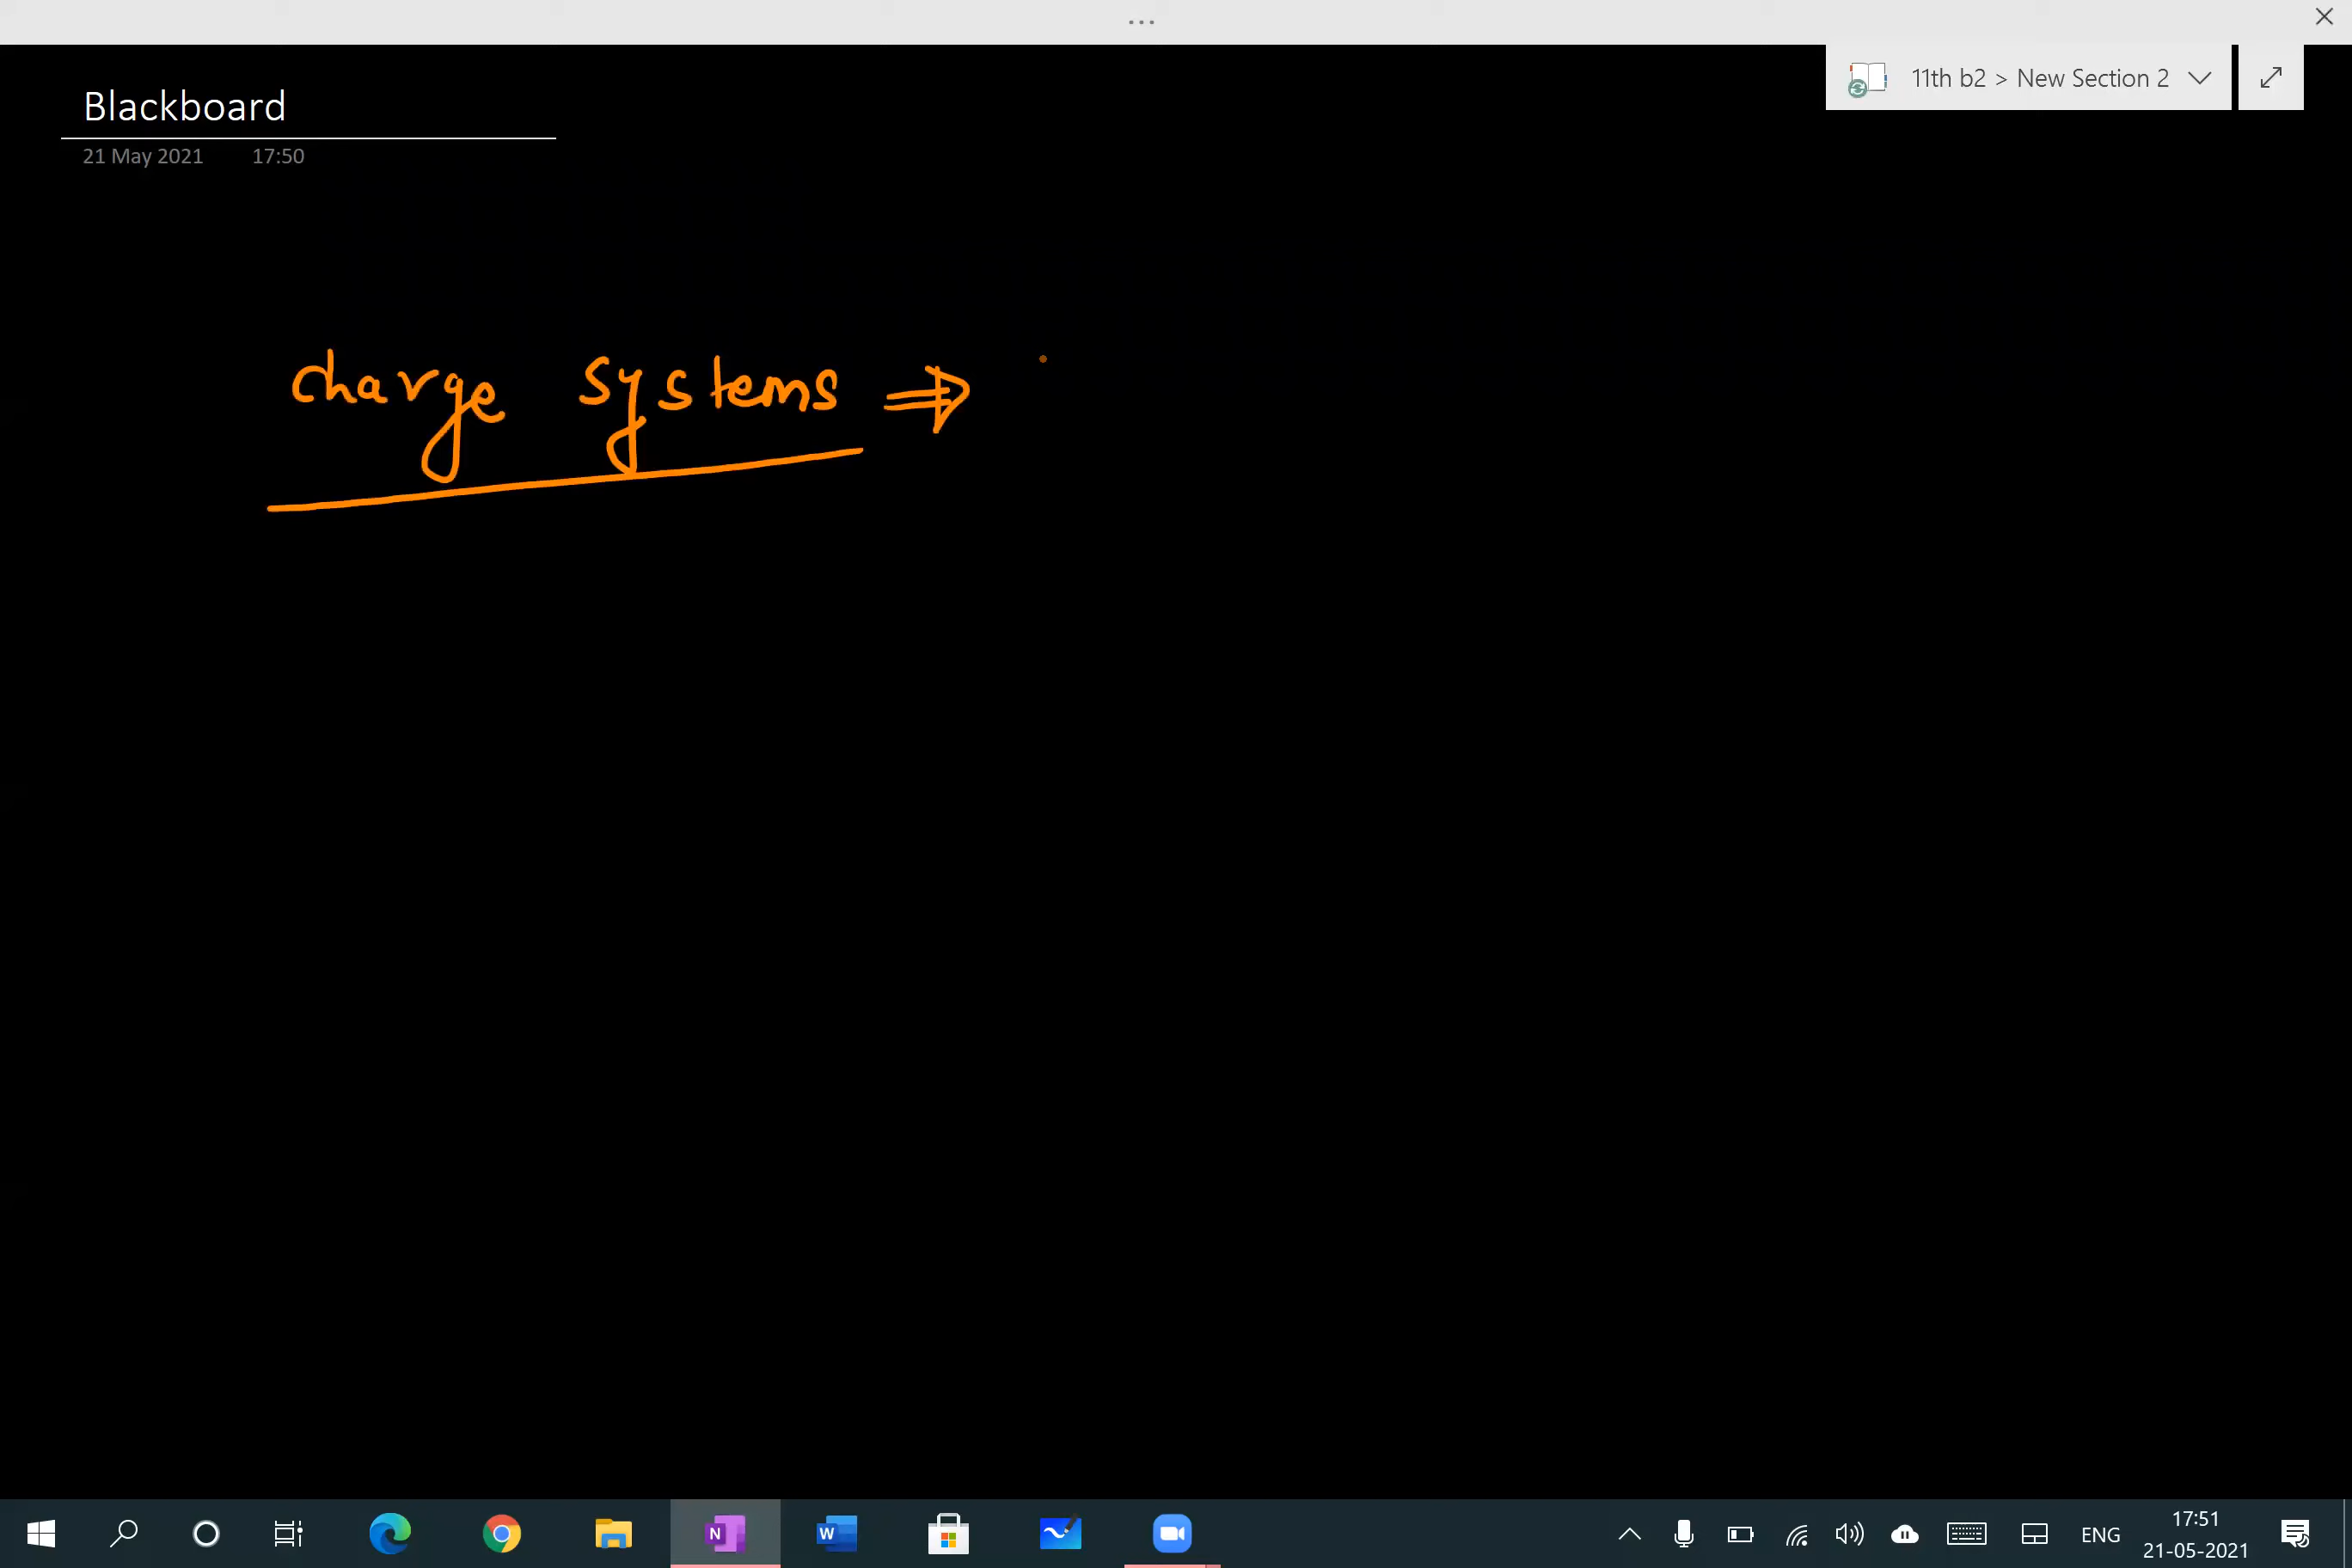 11th b2 > New Section 2
Blackboard
21 May 2021 17:50
charge systems ⇒
ENG
17:51
21-05-2021